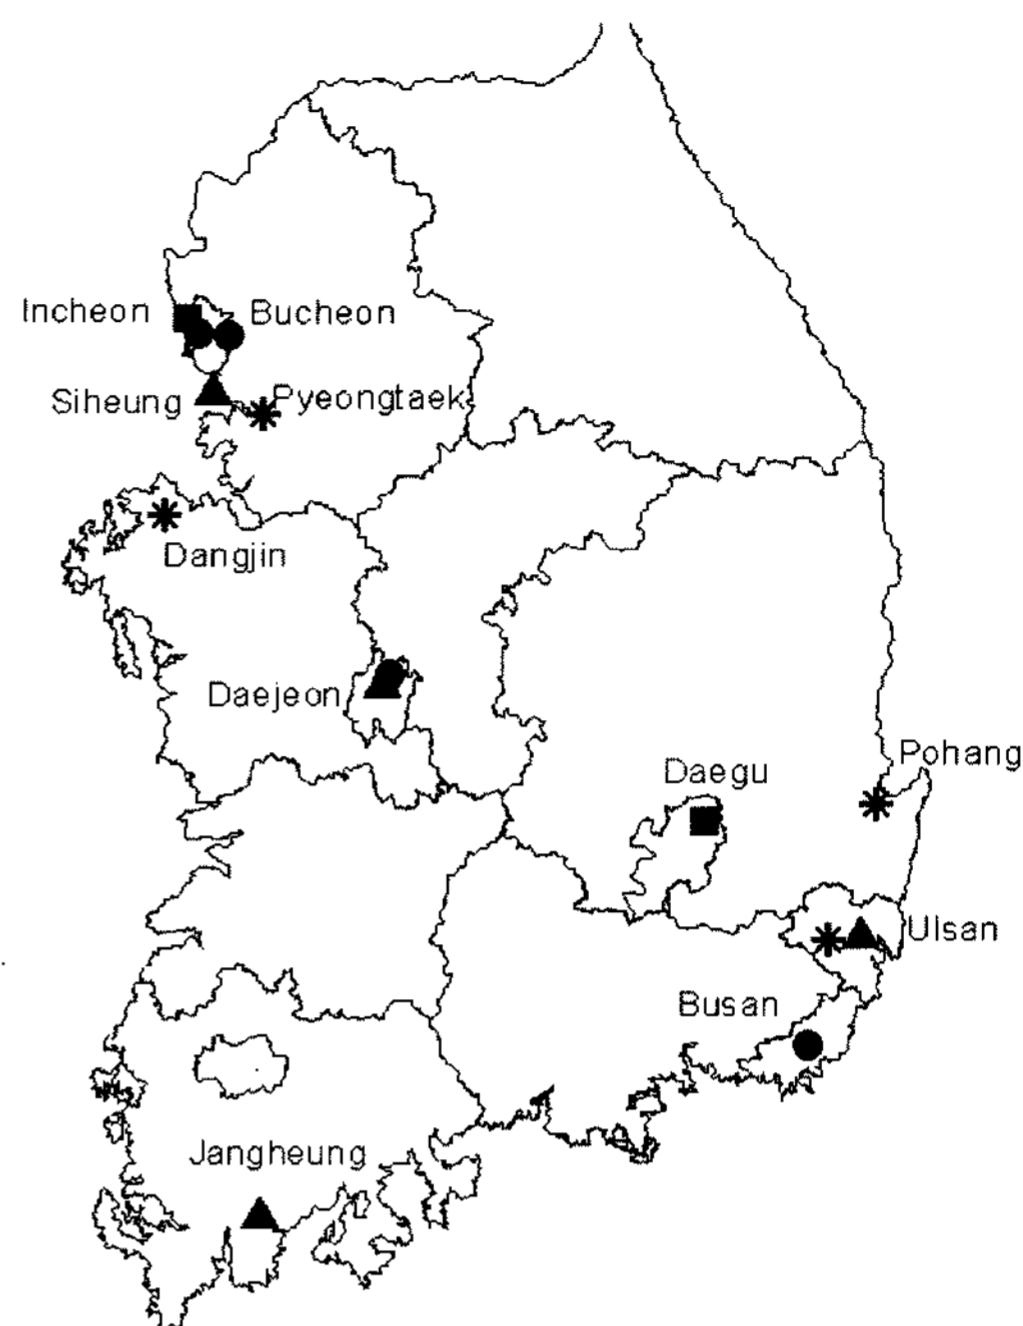 Incheon
Bucheon
Siheung
Pyeongtaek
Dangjin
Daejeon
Pohang
Daegu
Ulsan
Busan
Jangheung